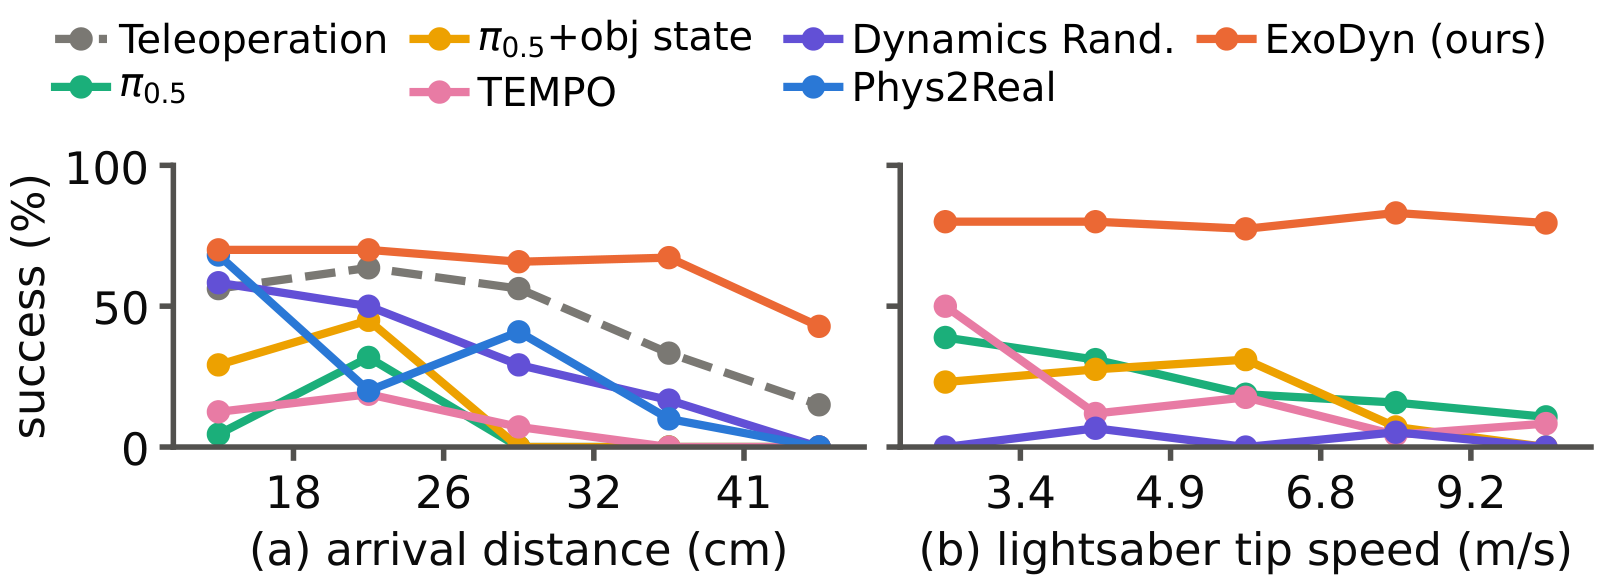 Teleoperation π0.5+obj state Dynamics Rand. ExoDyn (ours)
π0.5 TEMPO Phys2Real
success (%)
100
50
0
18 26 32 41
(a) arrival distance (cm)
3.4 4.9 6.8 9.2
(b) lightsaber tip speed (m/s)